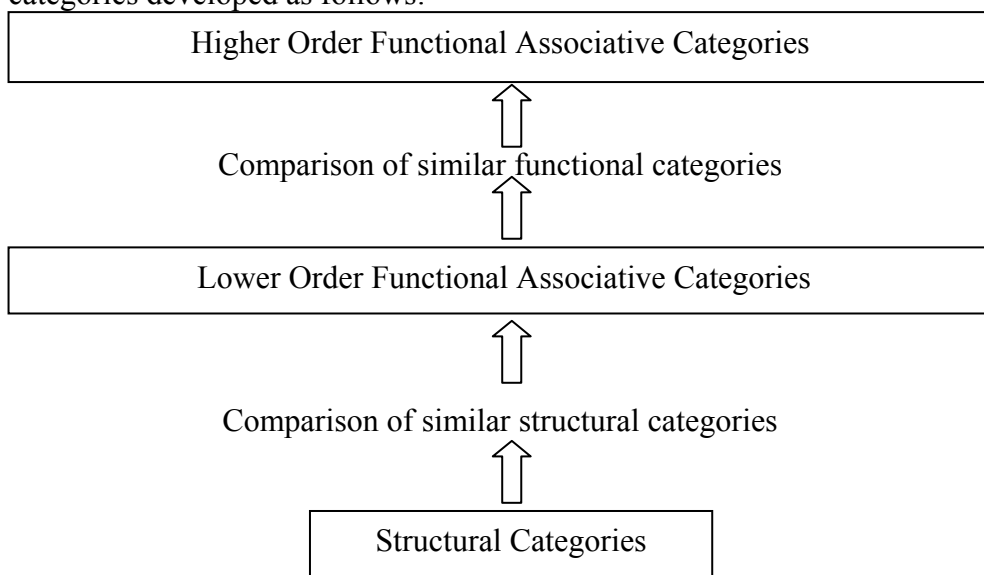 categories developed as follows:
Higher Order Functional Associative Categories
Comparison of similar functional categories
Lower Order Functional Associative Categories
Comparison of similar structural categories
Structural Categories